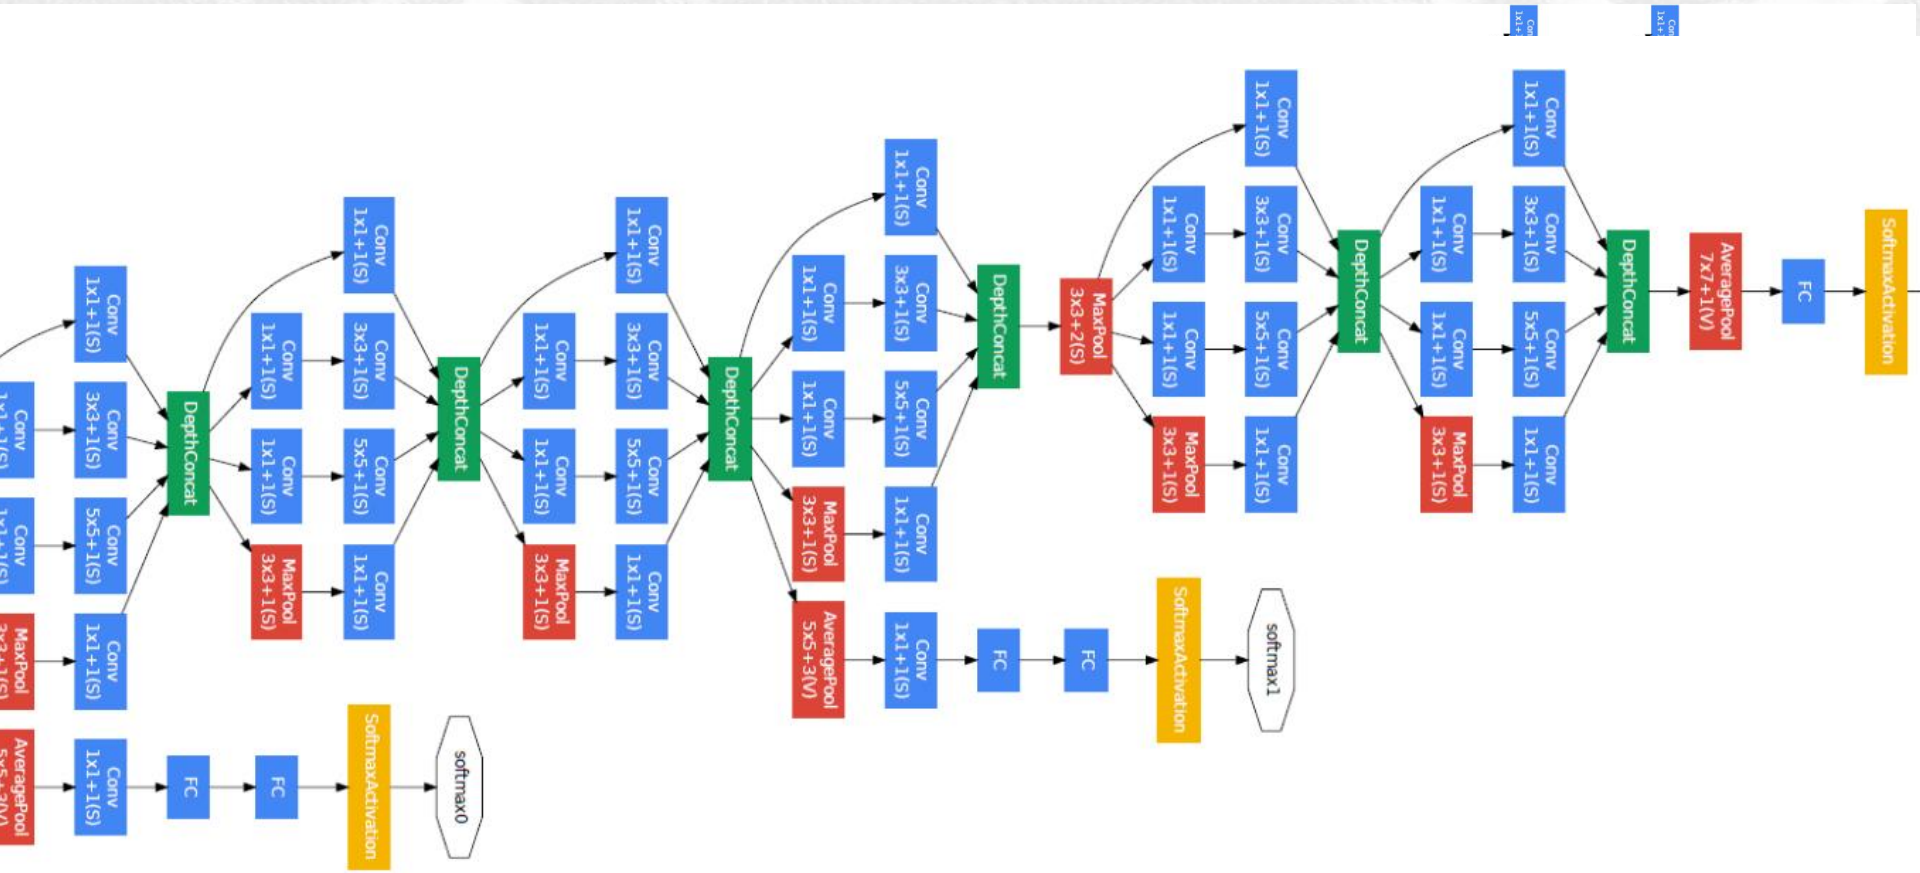 Conv
Conv
MaxPool
AveragePool
Conv
1x1+1(S)
Conv
3x3+1(S)
Conv
5x5+1(S)
Conv
1x1+1(S)
Conv
1x1+1(S)
DepthConcat
FC
Conv
1x1+1(S)
Conv
1x1+1(S)
MaxPool
3x3+1(S)
FC
Conv
1x1+1(S)
Conv
3x3+1(S)
Conv
5x5+1(S)
Conv
1x1+1(S)
SoftmaxActivation
DepthConcat
softmax0
Conv
1x1+1(S)
Conv
1x1+1(S)
MaxPool
3x3+1(S)
Conv
1x1+1(S)
Conv
3x3+1(S)
Conv
5x5+1(S)
Conv
1x1+1(S)
DepthConcat
Conv
1x1+1(S)
Conv
1x1+1(S)
MaxPool
3x3+1(S)
AveragePool
5x5+3(V)
Conv
1x1+1(S)
Conv
3x3+1(S)
Conv
5x5+1(S)
Conv
1x1+1(S)
Conv
1x1+1(S)
DepthConcat
FC
MaxPool
3x3+2(S)
FC
Conv
1x1+1(S)
Conv
1x1+1(S)
MaxPool
3x3+1(S)
SoftmaxActivation
Conv
1x1+1(S)
Conv
3x3+1(S)
Conv
5x5+1(S)
Conv
1x1+1(S)
softmax1
DepthConcat
Conv
1x1+1(S)
Conv
1x1+1(S)
MaxPool
3x3+1(S)
Conv
1x1+1(S)
Conv
3x3+1(S)
Conv
5x5+1(S)
Conv
1x1+1(S)
DepthConcat
AveragePool
7x7+1(V)
FC
SoftmaxActivation